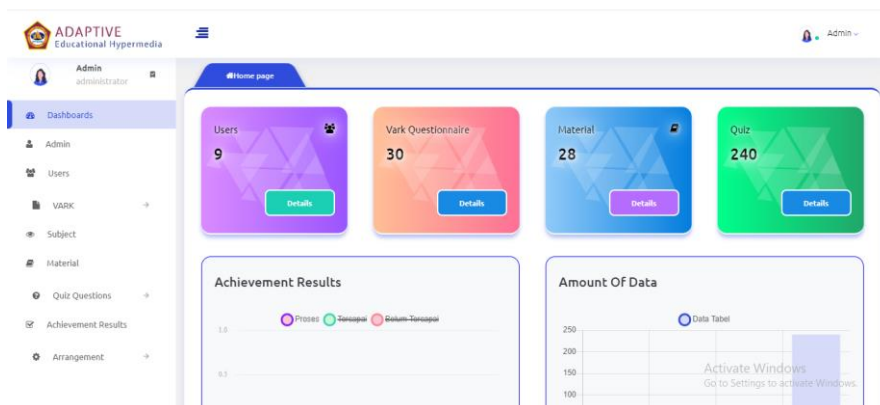 ADAPTIVE
Educational Hypermedia
Admin
Admin
administrator
Home page
Dashboards
Admin
Users
VARK
Subject
Material
Quiz Questions
Achievement Results
Arrangement
Users
9
Details
Vark Questionnaire
30
Details
Material
28
Details
Quiz
240
Details
Achievement Results
Proses Tercapai Belum Tercapai
1.0
0.5
Amount Of Data
Data Tabel
250
200
150
100
Activate Windows
Go to Settings to activate Windows.